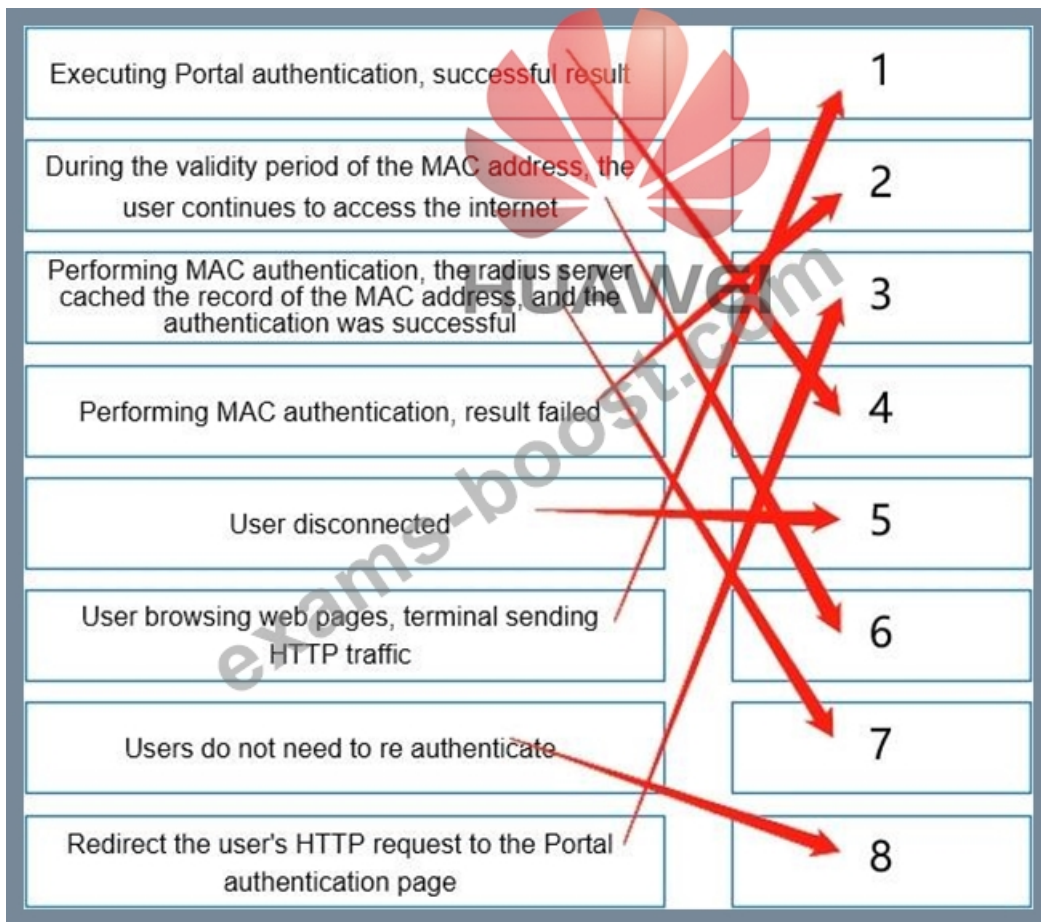 Executing Portal authentication, successful result
1
During the validity period of the MAC address, the
user continues to access the internet
2
Performing MAC authentication, the radius server
cached the record of the MAC address, and the
authentication was successful
3
HUAWEI
Performing MAC authentication, result failed
4
User disconnected
5
User browsing web pages, terminal sending
HTTP traffic
6
Users do not need to re authenticate
7
Redirect the user's HTTP request to the Portal
authentication page
8
exams-boost.com